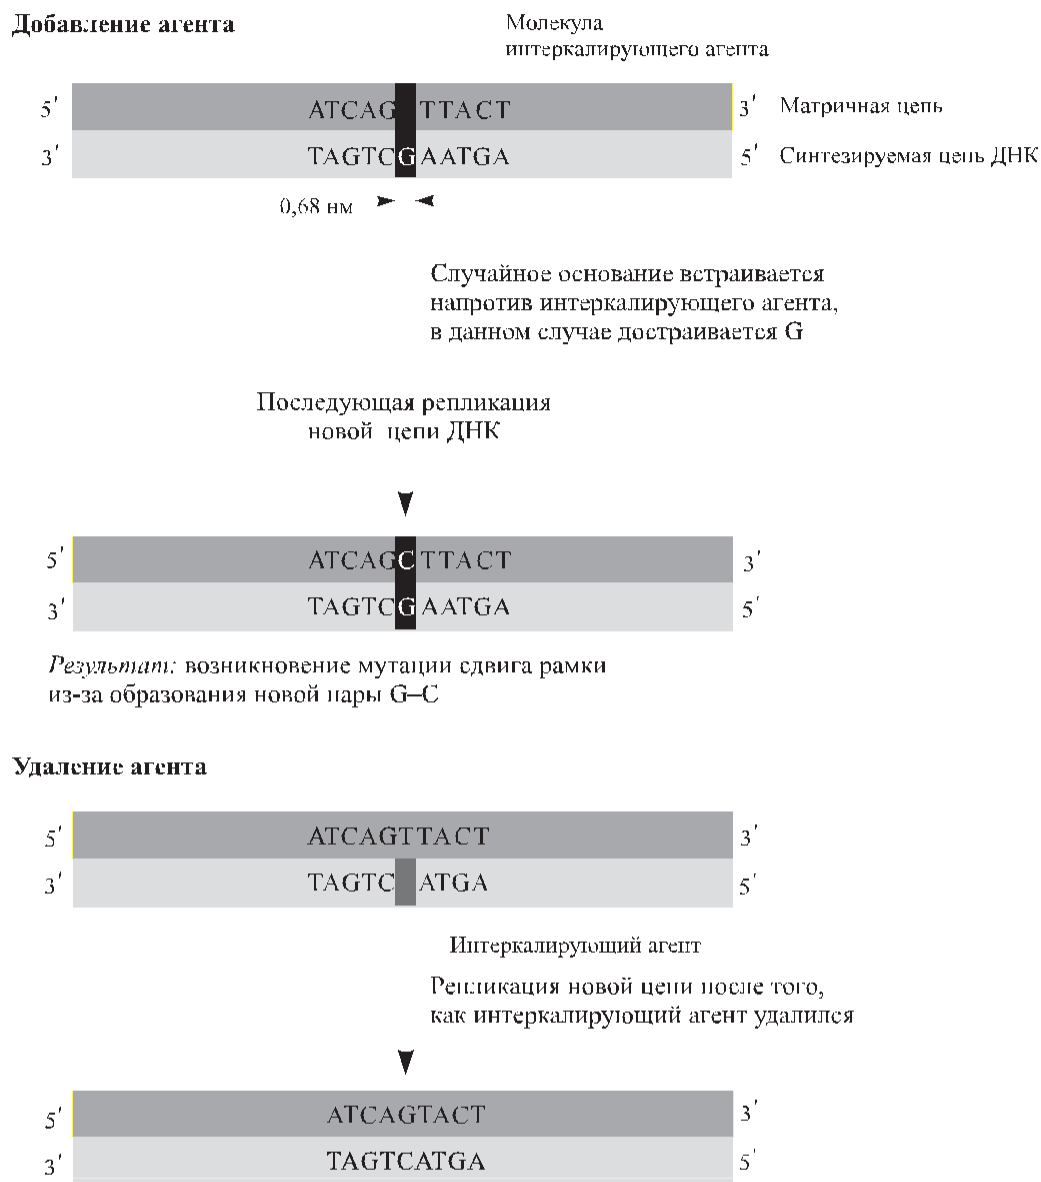 Добавление агента
Молекула
интеркалирующего агента
5′ ATCAG TTACT 3′ Матричная цепь
3′ TAGTCGAATGA 5′ Синтезируемая цепь ДНК
0,68 нм
Случайное основание встраивается
напротив интеркалирующего агента,
в данном случае достраивается G
Последующая репликация
новой цепи ДНК
5′ ATCAGCTTACT 3′
3′ TAGTCGAATGA 5′
Результат: возникновение мутации сдвига рамки
из-за образования новой пары G–C
Удаление агента
5′ ATCAGTTACT 3′
3′ TAGTC ATGA 5′
Интеркалирующий агент
Репликация новой цепи после того,
как интеркалирующий агент удалился
5′ ATCAGTACT 3′
3′ TAGTCATGA 5′